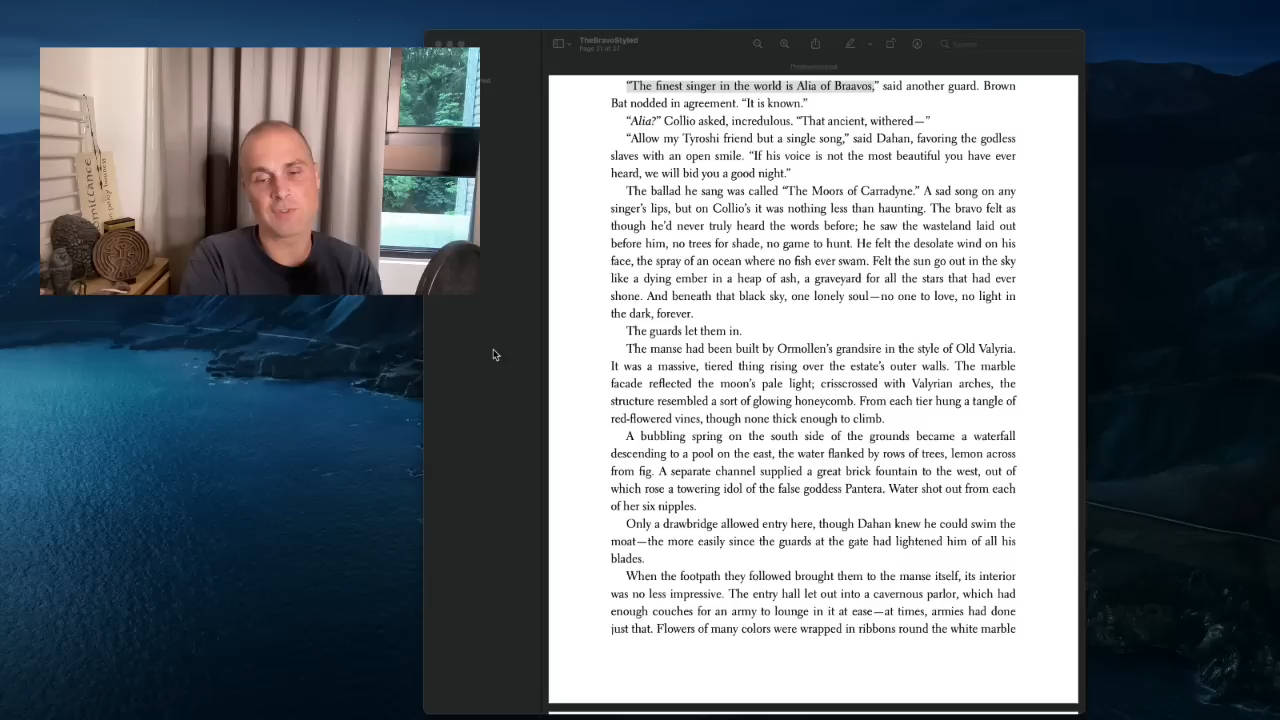 TheBravoStyled
Page 21 of 37
Search
“The finest singer in the world is Alia of Braavos,” said another guard. Brown
Bat nodded in agreement. “It is known.”
“Alia?” Collio asked, incredulous. “That ancient, withered—”
“Allow my Tyroshi friend but a single song,” said Dahan, favoring the godless
slaves with an open smile. “If his voice is not the most beautiful you have ever
heard, we will bid you a good night.”
The ballad he sang was called “The Moors of Carradyne.” A sad song on any
singer’s lips, but on Collio’s it was nothing less than haunting. The bravo felt as
though he’d never truly heard the words before; he saw the wasteland laid out
before him, no trees for shade, no game to hunt. He felt the desolate wind on his
face, the spray of an ocean where no fish ever swam. Felt the sun go out in the sky
like a dying ember in a heap of ash, a graveyard for all the stars that had ever
shone. And beneath that black sky, one lonely soul—no one to love, no light in
the dark, forever.
The guards let them in.
The manse had been built by Ormollen’s grandsire in the style of Old Valyria.
It was a massive, tiered thing rising over the estate’s outer walls. The marble
facade reflected the moon’s pale light; crisscrossed with Valyrian arches, the
structure resembled a sort of glowing honeycomb. From each tier hung a tangle of
red-flowered vines, though none thick enough to climb.
A bubbling spring on the south side of the grounds became a waterfall
descending to a pool on the east, the water flanked by rows of trees, lemon across
from fig. A separate channel supplied a great brick fountain to the west, out of
which rose a towering idol of the false goddess Pantera. Water shot out from each
of her six nipples.
Only a drawbridge allowed entry here, though Dahan knew he could swim the
moat—the more easily since the guards at the gate had lightened him of all his
blades.
When the footpath they followed brought them to the manse itself, its interior
was no less impressive. The entry hall let out into a cavernous parlor, which had
enough couches for an army to lounge in it at ease—at times, armies had done
just that. Flowers of many colors were wrapped in ribbons round the white marble